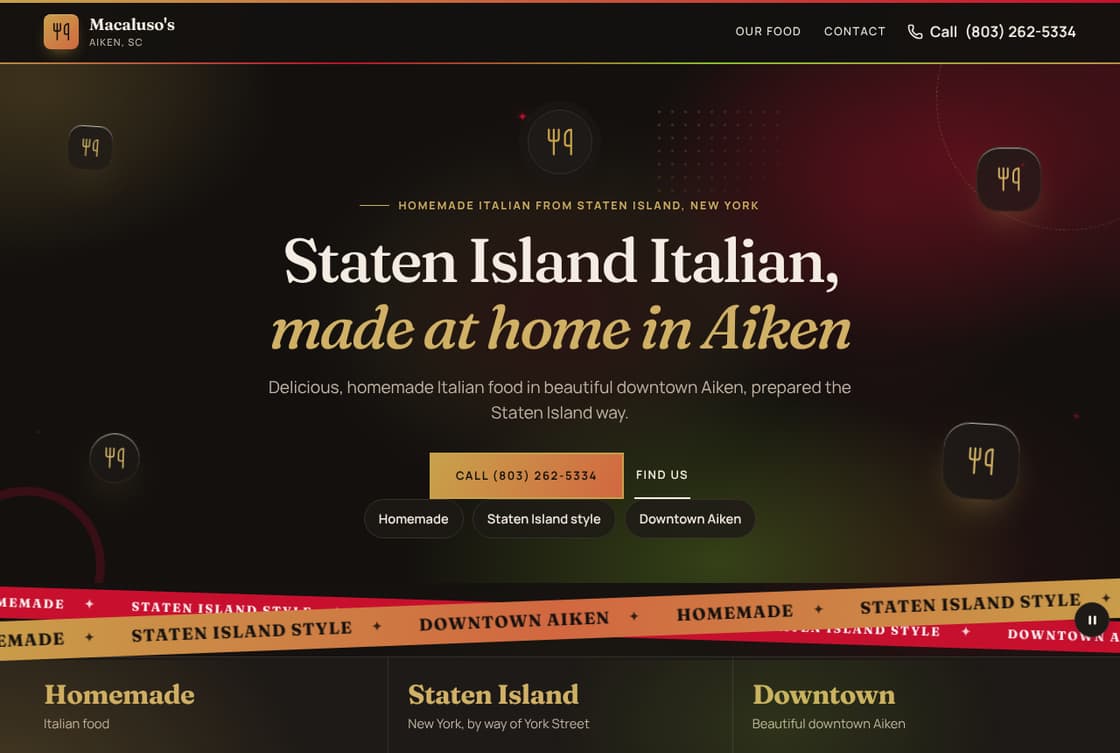 Macaluso's
AIKEN, SC
OUR FOOD
CONTACT
Call (803) 262-5334
HOMEMADE ITALIAN FROM STATEN ISLAND, NEW YORK
Staten Island Italian,
made at home in Aiken
Delicious, homemade Italian food in beautiful downtown Aiken, prepared the
Staten Island way.
CALL (803) 262-5334
FIND US
Homemade
Staten Island style
Downtown Aiken
MEMADE ✦ STATEN ISLAND STYLE
ISLAND STYLE ✦ DOWNTOWN A
EMADE ✦ STATEN ISLAND STYLE ✦ DOWNTOWN AIKEN ✦ HOMEMADE ✦ STATEN ISLAND STYLE ✦
Homemade
Italian food
Staten Island
New York, by way of York Street
Downtown
Beautiful downtown Aiken